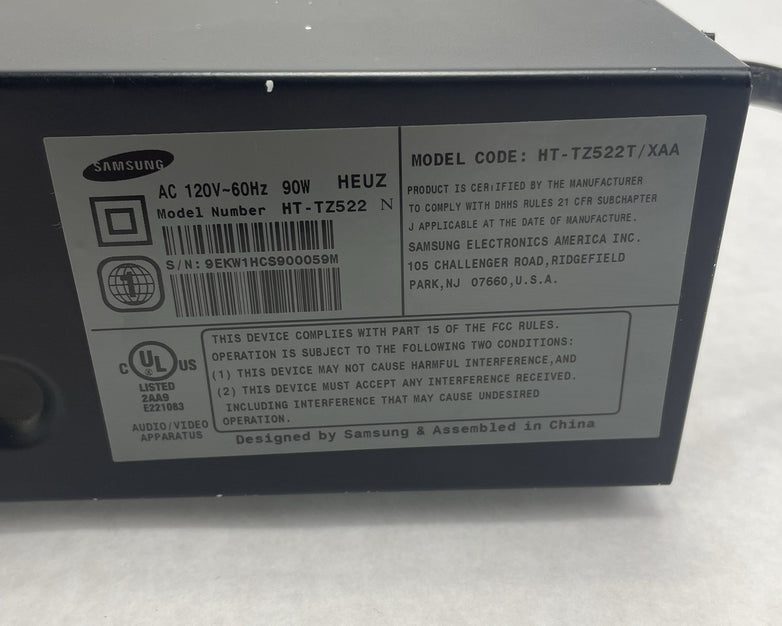 SAMSUNG
AC 120V~60Hz 90W HEUZ
Model Number HT-TZ522 N
S/N: 9EKW1HCS900059M
1
MODEL CODE: HT-TZ522T/XAA
PRODUCT IS CERTIFIED BY THE MANUFACTURER
TO COMPLY WITH DHHS RULES 21 CFR SUBCHAPTER
J APPLICABLE AT THE DATE OF MANUFACTURE.
SAMSUNG ELECTRONICS AMERICA INC.
105 CHALLENGER ROAD,RIDGEFIELD
PARK,NJ 07660,U.S.A.
C UL US
LISTED
2AA9
E221083
AUDIO/VIDEO
APPARATUS
THIS DEVICE COMPLIES WITH PART 15 OF THE FCC RULES.
OPERATION IS SUBJECT TO THE FOLLOWING TWO CONDITIONS:
(1) THIS DEVICE MAY NOT CAUSE HARMFUL INTERFERENCE,AND
(2) THIS DEVICE MUST ACCEPT ANY INTERFERENCE RECEIVED.
INCLUDING INTERFERENCE THAT MAY CAUSE UNDESIRED
OPERATION.
Designed by Samsung & Assembled in China